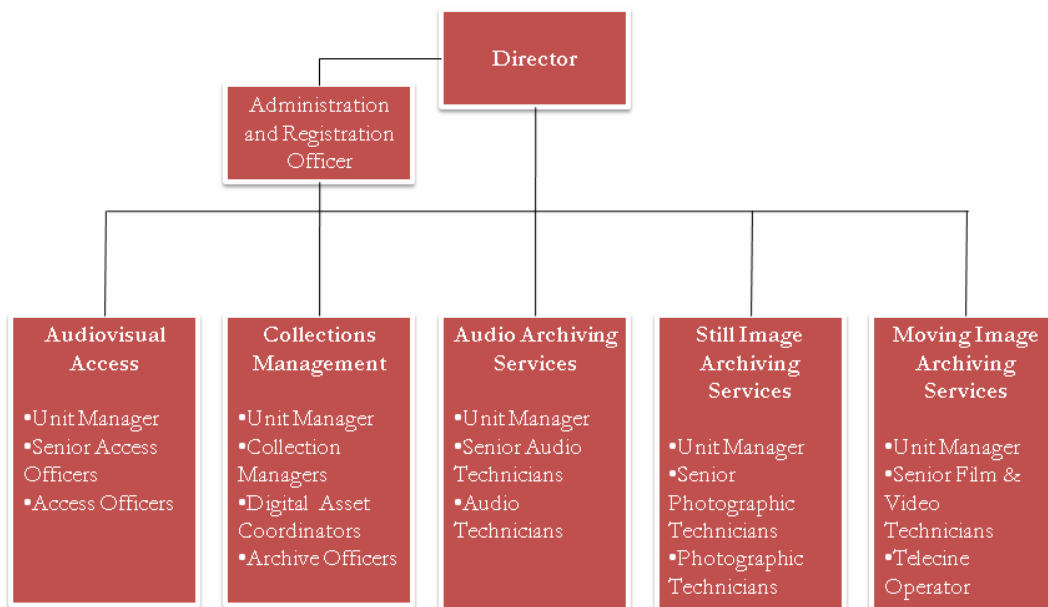 Director
Administration
and Registration
Officer
Audiovisual
Access
▪Unit Manager
▪Senior Access
Officers
▪Access Officers
Collections
Management
▪Unit Manager
▪Collection
Managers
▪Digital Asset
Coordinators
▪Archive Officers
Audio Archiving
Services
▪Unit Manager
▪Senior Audio
Technicians
▪Audio
Technicians
Still Image
Archiving
Services
▪Unit Manager
▪Senior
Photographic
Technicians
▪Photographic
Technicians
Moving Image
Archiving
Services
▪Unit Manager
▪Senior Film &
Video
Technicians
▪Telecine
Operator